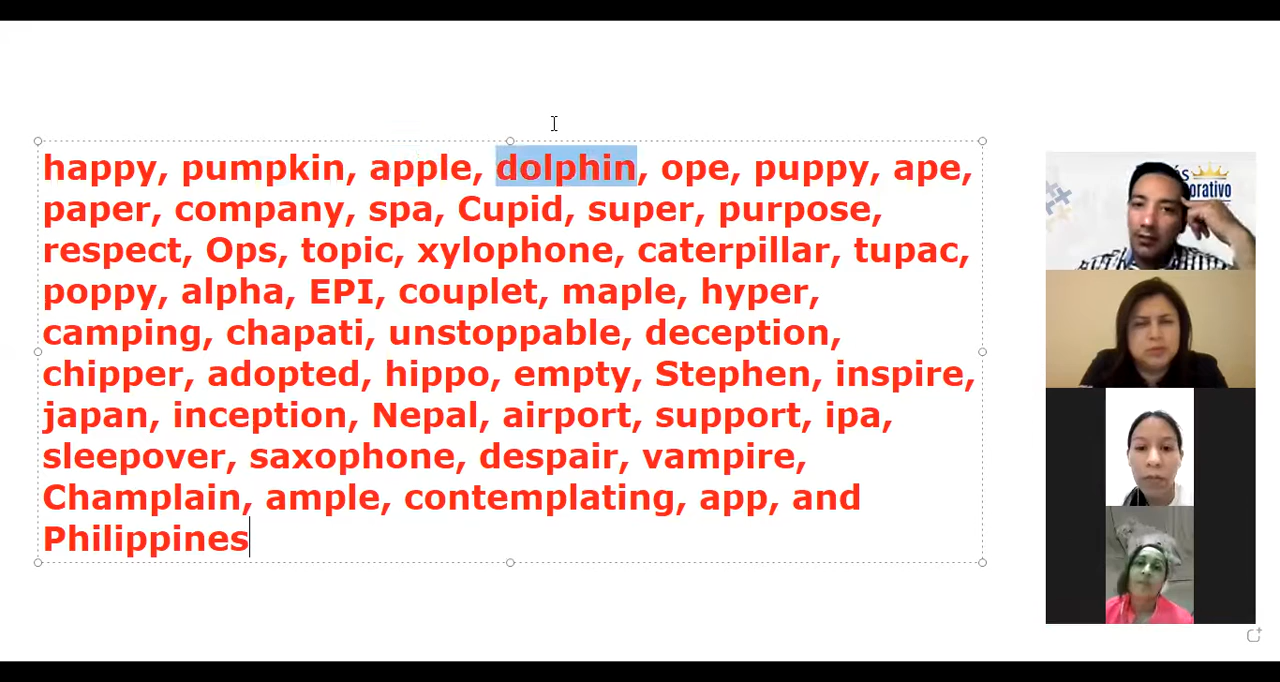 happy, pumpkin, apple, dolphin, ope, puppy, ape,
paper, company, spa, Cupid, super, purpose,
respect, Ops, topic, xylophone, caterpillar, tupac,
poppy, alpha, EPI, couplet, maple, hyper,
camping, chapati, unstoppable, deception,
chipper, adopted, hippo, empty, Stephen, inspire,
japan, inception, Nepal, airport, support, ipa,
sleepover, saxophone, despair, vampire,
Champlain, ample, contemplating, app, and
Philippines